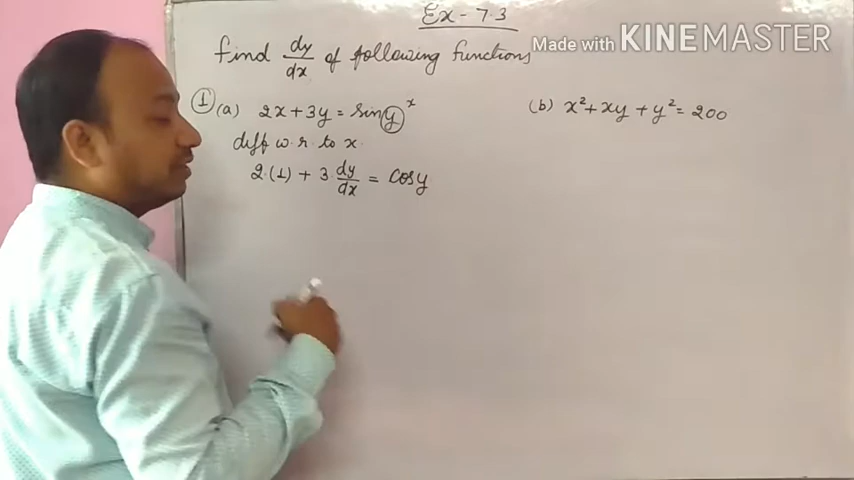 Ex - 7.3
find dy/dx of following functions
Made with KINEMASTER
① (a) 2x + 3y = sin y x
(b) x² + xy + y² = 200
diff w.r. to x.
2.(1) + 3. dy/dx = cos y